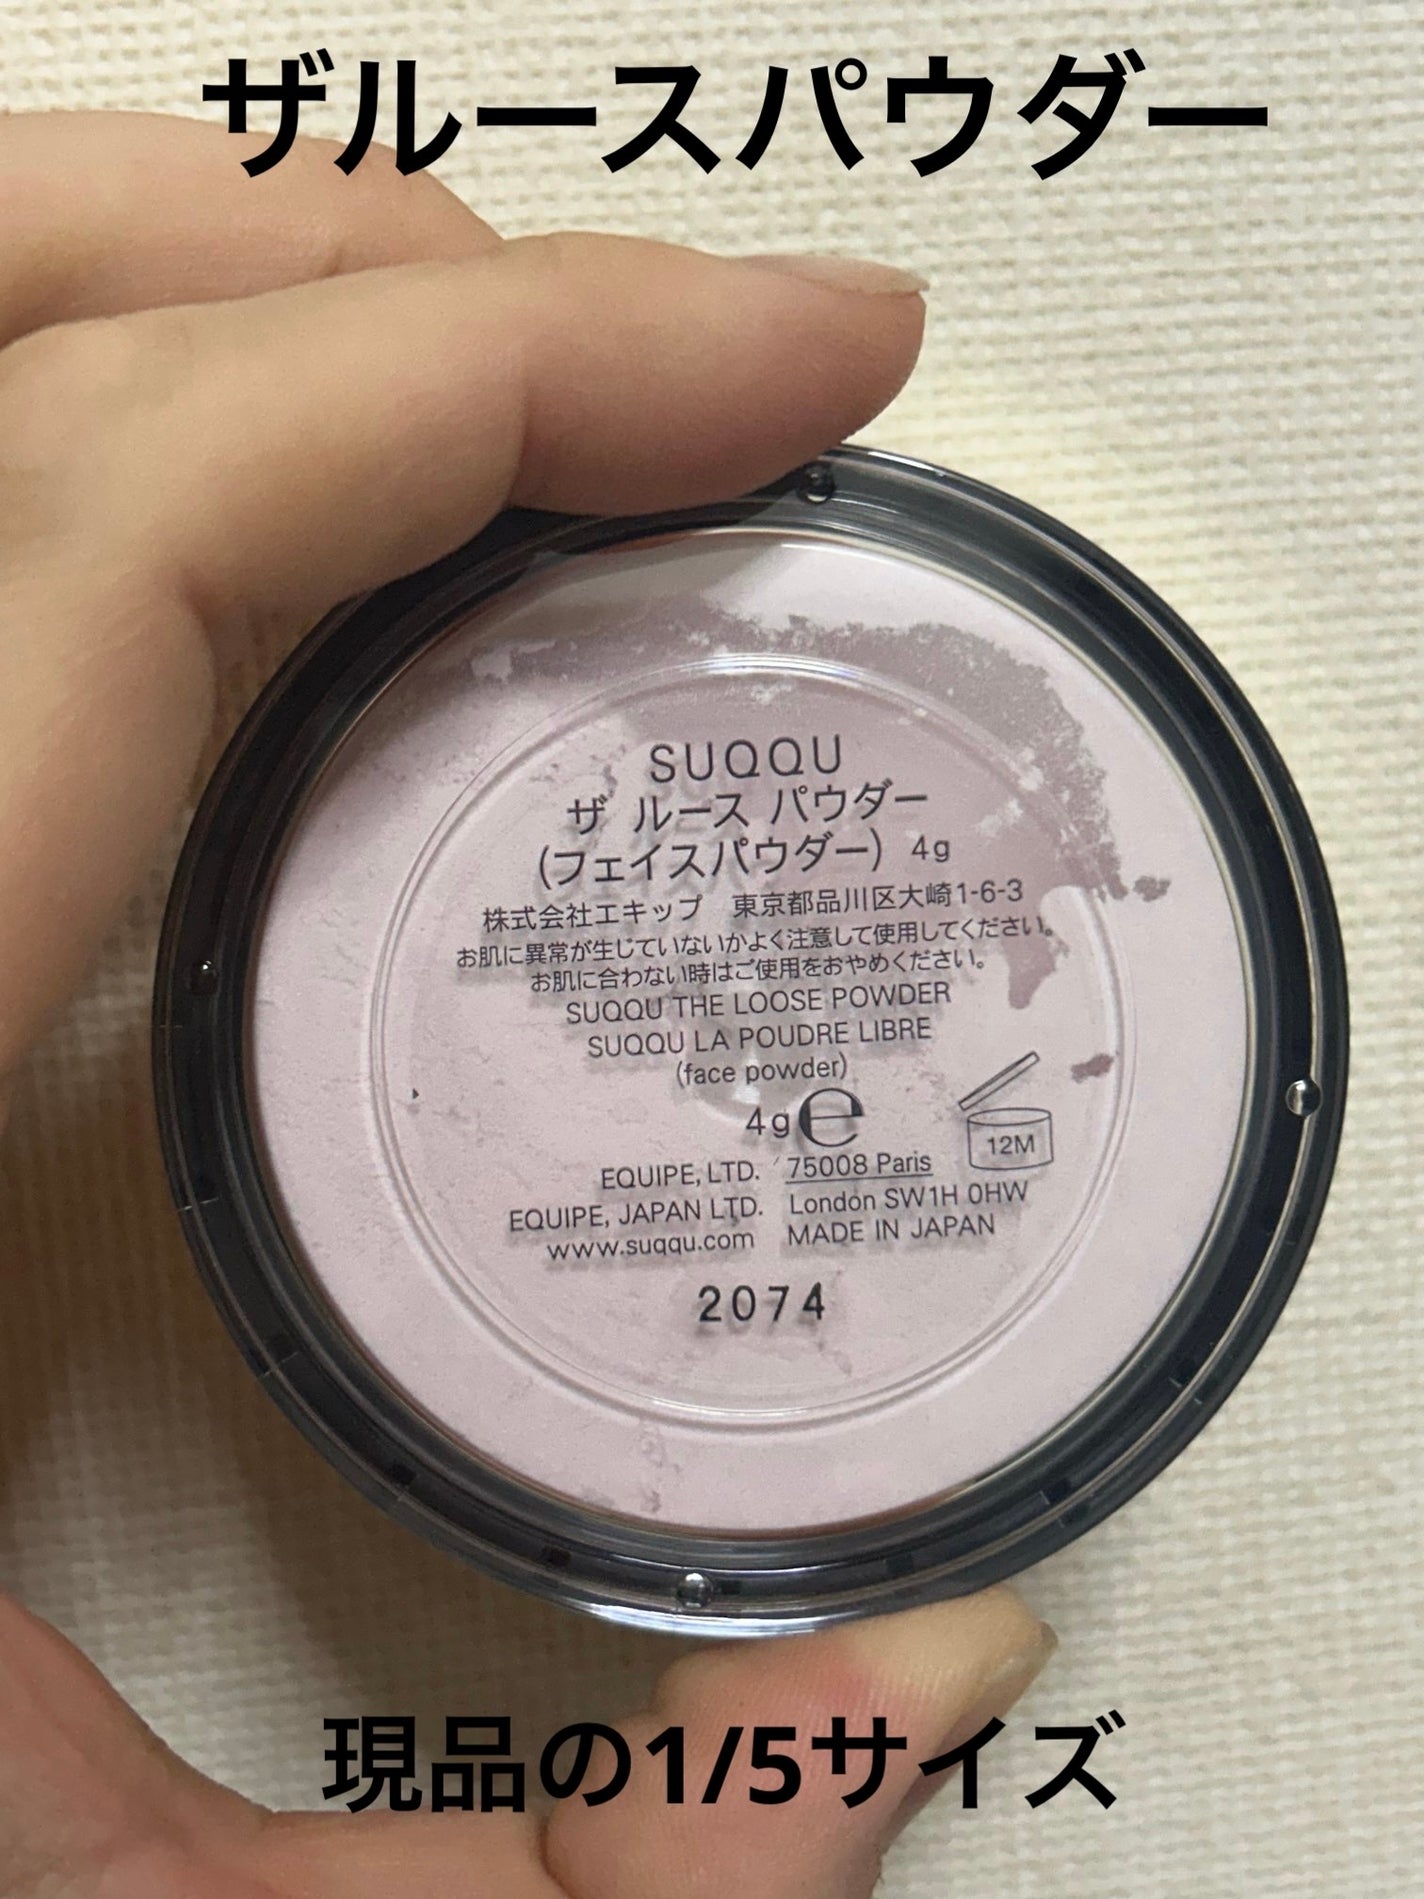 ザルースパウダー
SUQQU
ザ ルース パウダー
(フェイスパウダー) 4g
株式会社エキップ 東京都品川区大崎1-6-3
お肌に異常が生じていないかよく注意して使用してください。
お肌に合わない時はご使用をおやめください。
SUQQU THE LOOSE POWDER
SUQQU LA POUDRE LIBRE
(face powder)
4g ℮
12M
EQUIPE, LTD. 75008 Paris
EQUIPE, JAPAN LTD. London SW1H 0HW
www.suqqu.com MADE IN JAPAN
2074
現品の1/5サイズ